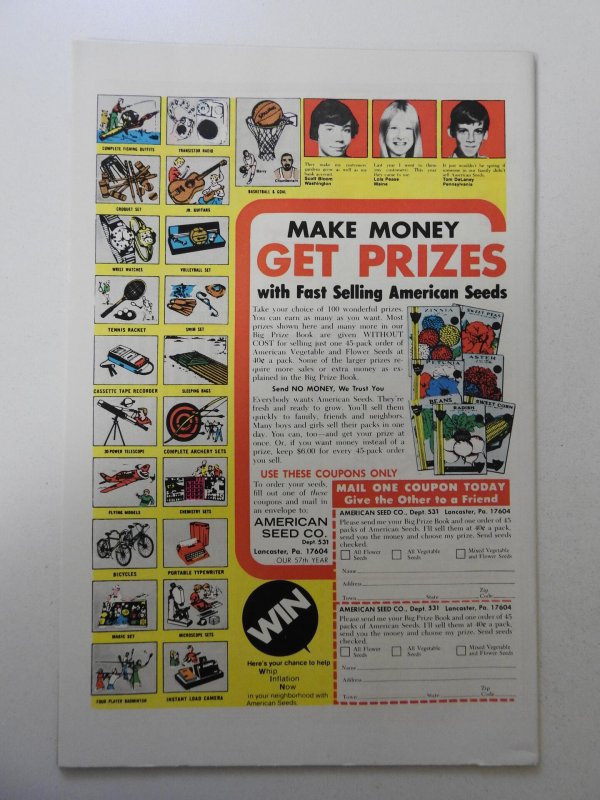 COMPLETE FISHING OUTFITS
TRANSISTOR RADIO
CROQUET SET
JR. GUITARS
WRIST WATCHES
VOLLEYBALL SET
TENNIS RACKET
SWIM SET
CASSETTE TAPE RECORDER
SLEEPING BAGS
30-POWER TELESCOPE
COMPLETE ARCHERY SETS
FLYING MODELS
CHEMISTRY SETS
BICYCLES
PORTABLE TYPEWRITER
MAGIC SET
MICROSCOPE SETS
FOUR PLAYER BADMINTON
INSTANT LOAD CAMERA
SPALDING
Barry
Chamberlain
BASKETBALL & GOAL
They make my customers
gardens grow as well as my
bank account.
Scott Bloom
Washington
Last year I went to them
(my customers). This year
they came to me.
Lois Pease
Maine
It just wouldn't be spring if
someone in our family didn't
sell American Seeds.
Tom DeLaney
Pennsylvania
MAKE MONEY
GET PRIZES
with Fast Selling American Seeds
Take your choice of 100 wonderful prizes.
You can earn as many as you want. Most
prizes shown here and many more in our
Big Prize Book are given WITHOUT
COST for selling just one 45-pack order of
American Vegetable and Flower Seeds at
40¢ a pack. Some of the larger prizes re-
quire more sales or extra money as ex-
plained in the Big Prize Book.
Send NO MONEY, We Trust You
Everybody wants American Seeds. They're
fresh and ready to grow. You'll sell them
quickly to family, friends and neighbors.
Many boys and girls sell their packs in one
day. You can, too—and get your prize at
once. Or, if you want money instead of a
prize, keep $6.00 for every 45-pack order
you sell.
ZINNIA
SWEET PEAS
PETUNIA
ASTER
BEANS
RADISH
SWEET CORN
USE THESE COUPONS ONLY
To order your seeds,
fill out one of these
coupons and mail in
an envelope to:
AMERICAN
SEED CO.
Dept. 531
Lancaster, Pa. 17604
OUR 57th YEAR
MAIL ONE COUPON TODAY
Give the Other to a Friend
AMERICAN SEED CO., Dept. 531 Lancaster, Pa. 17604
Please send me your Big Prize Book and one order of 45
packs of American Seeds. I'll sell them at 40¢ a pack,
send you the money and choose my prize. Send seeds
checked:
All Flower Seeds
All Vegetable Seeds
Mixed Vegetable and Flower Seeds
Name
Address
Town State Zip Code
AMERICAN SEED CO., Dept. 531 Lancaster, Pa. 17604
Please send me your Big Prize Book and one order of 45
packs of American Seeds. I'll sell them at 40¢ a pack,
send you the money and choose my prize. Send seeds
checked:
All Flower Seeds
All Vegetable Seeds
Mixed Vegetable and Flower Seeds
Name
Address
Town State Zip Code
WIN
Here's your chance to help
Whip
Inflation
Now
in your neighborhood with
American Seeds.